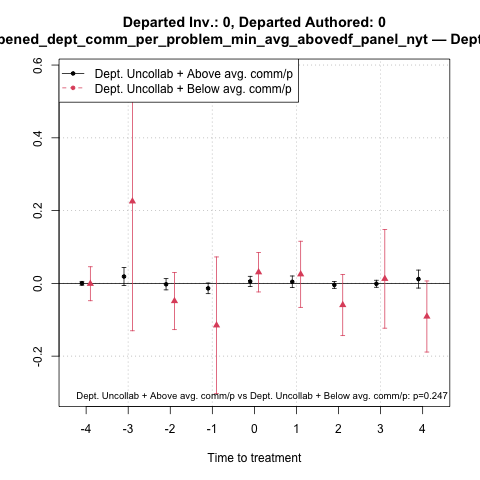 Departed Inv.: 0, Departed Authored: 0
pened_dept_comm_per_problem_min_avg_abovedf_panel_nyt — Dept
Dept. Uncollab + Above avg. comm/p
Dept. Uncollab + Below avg. comm/p
0.6
0.4
0.2
0.0
-0.2
Dept. Uncollab + Above avg. comm/p vs Dept. Uncollab + Below avg. comm/p: p=0.247
-4 -3 -2 -1 0 1 2 3 4
Time to treatment